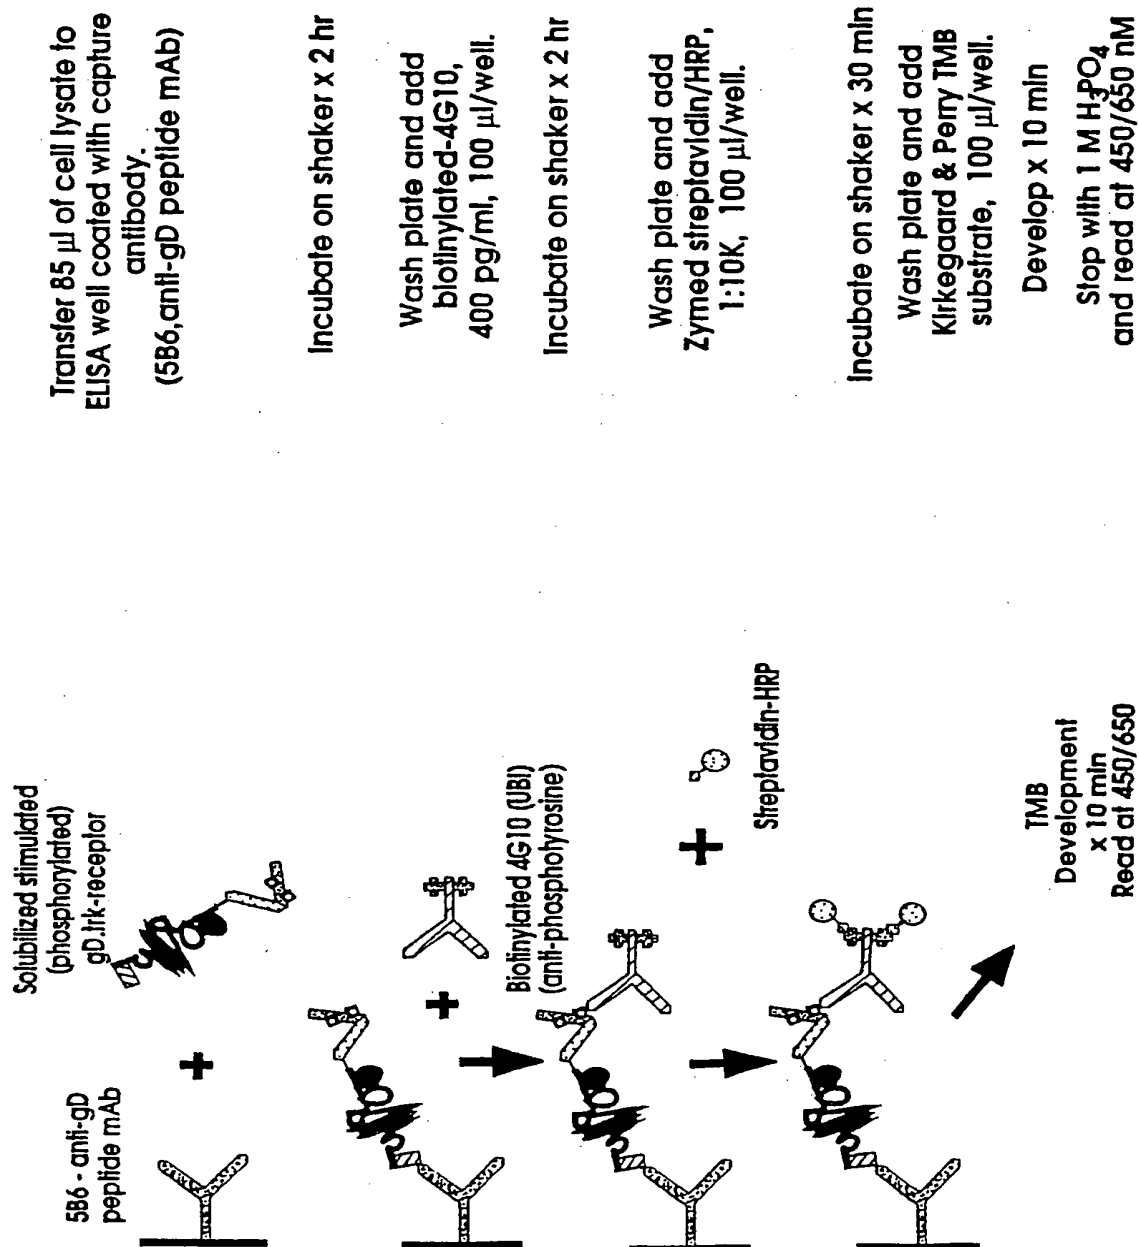 Solubilized stimulated
(phosphorylated)
gD.trk-receptor
5B6 - anti-gD
peptide mAb
Biotinylated 4G10 (UBI)
(anti-phosphotyrosine)
Streptavidin-HRP
TMB
Development
x 10 min
Read at 450/650
Transfer 85 µl of cell lysate to
ELISA well coated with capture
antibody.
(5B6,anti-gD peptide mAb)
Incubate on shaker x 2 hr
Wash plate and add
biotinylated-4G10,
400 pg/ml, 100 µl/well.
Incubate on shaker x 2 hr
Wash plate and add
Zymed streptavidin/HRP,
1:10K, 100 µl/well.
Incubate on shaker x 30 min
Wash plate and add
Kirkegaard & Perry TMB
substrate, 100 µl/well.
Develop x 10 min
Stop with 1 M H3PO4
and read at 450/650 nM